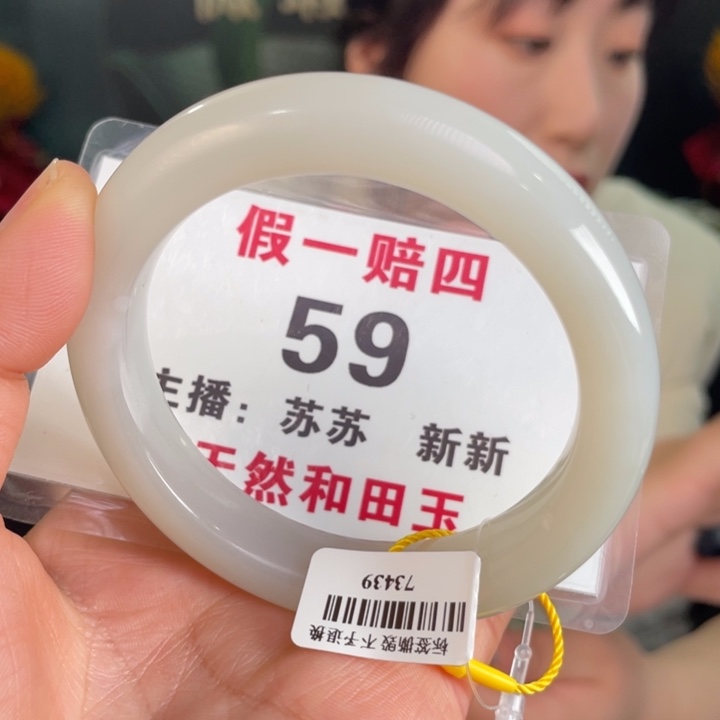 假一赔四
59
主播：苏苏 新新
天然和田玉
73439
标签撕毁 不予退换